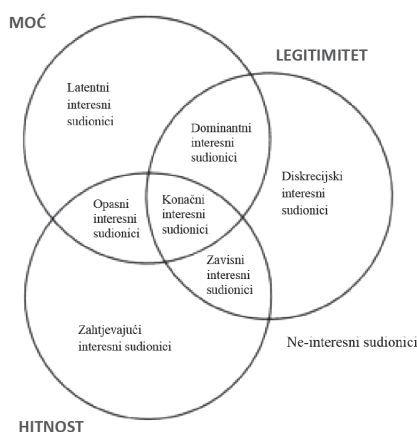 MOĆ
LEGITIMITET
Latentni
interesni
sudionici
Dominantni
interesni
sudionici
Diskrecijski
interesni
sudionici
Opasni
interesni
sudionici
Konačni
interesni
sudionici
Zavisni
interesni
sudionici
Zahtjevajući
interesni sudionici
Ne-interesni sudionici
HITNOST